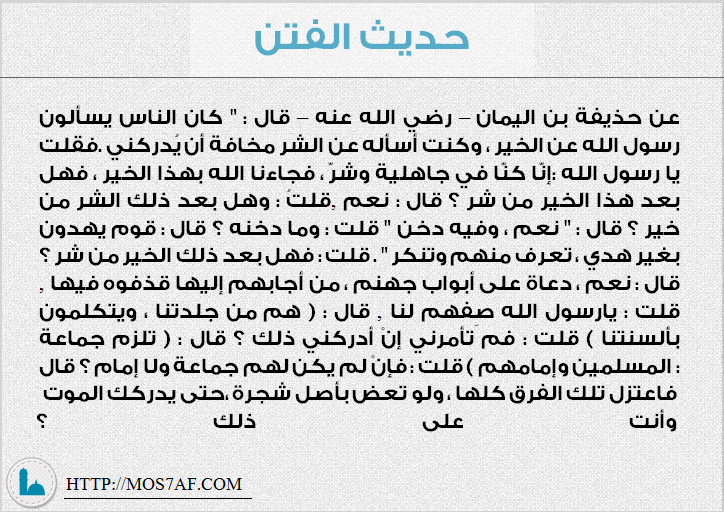 حديث الفتن
عن حذيفة بن اليمان – رضي الله عنه – قال : " كان الناس يسألون
رسول الله عن الخير ، وكنت أسأله عن الشر مخافة أن يُدركني .فقلت
يا رسول الله :إنّا كنّا في جاهلية وشرّ ، فجاءنا الله بهذا الخير ، فهل
بعد هذا الخير من شر ؟ قال : نعم ,قلتُ : وهل بعد ذلك الشر من
خير ؟ قال : " نعم ، وفيه دخن " قلت : وما دخنه ؟ قال : قوم يهدون
بغير هدي ، تعرف منهم وتنكر " . قلت : فهل بعد ذلك الخير من شر ؟
قال : نعم ، دعاة على أبواب جهنم ، من أجابهم إليها قذفوه فيها ,
قلت : يارسول الله صِفهم لنا , قال : ( هم من جلدتنا ، ويتكلمون
بألسنتنا ) قلت : فم تأمرني إنْ أدركني ذلك ؟ قال : ( تلزم جماعة
المسلمين وإمامهم ) قلت : فإنْ لم يكن لهم جماعة ولا إمام ؟ قال :
فاعتزل تلك الفرق كلها ، ولو تعض بأصل شجرة ،حتى يدركك الموت
وأنت على ذلك ؟
HTTP://MOS7AF.COM